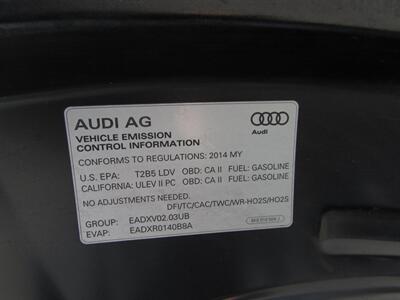 AUDI AG
Audi
VEHICLE EMISSION
CONTROL INFORMATION
CONFORMS TO REGULATIONS: 2014 MY
U.S. EPA: T2B5 LDV OBD: CA II FUEL: GASOLINE
CALIFORNIA: ULEV II PC OBD: CA II FUEL: GASOLINE
NO ADJUSTMENTS NEEDED.
DFI/TC/CAC/TWC/WR-HO2S/HO2S
GROUP: EADXV02.03UB
EVAP: EADXR0140B8A